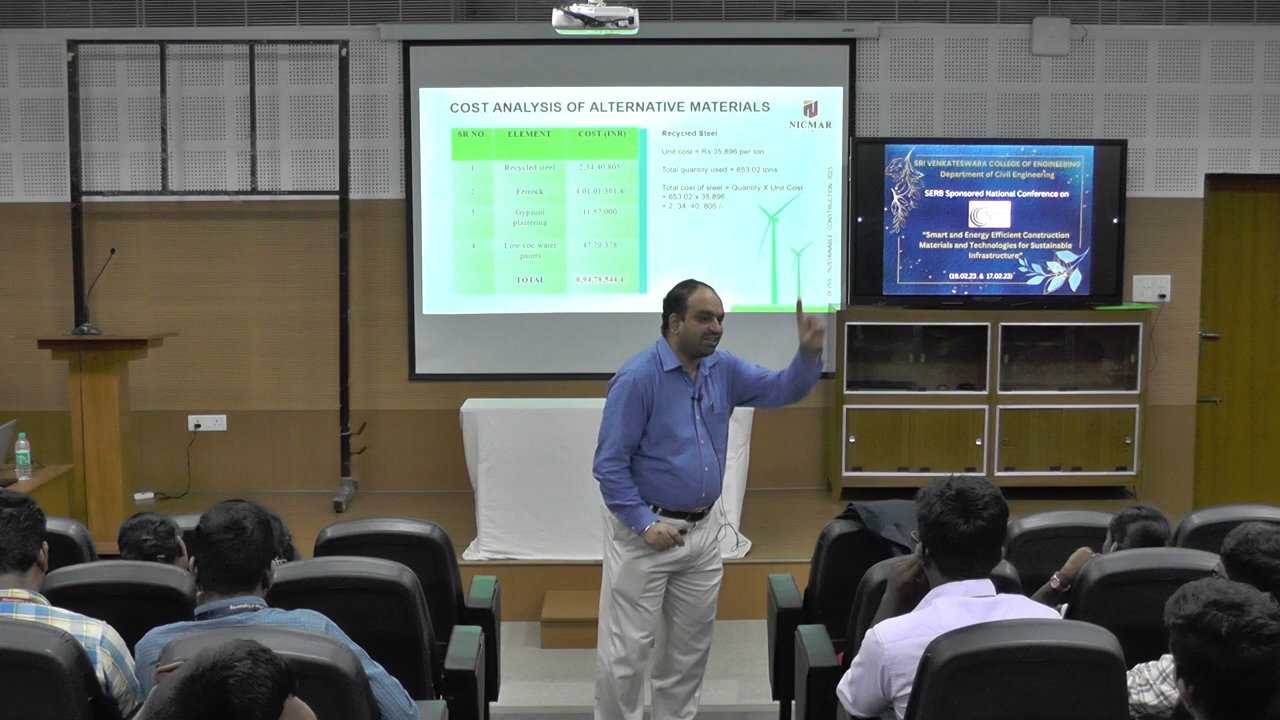 COST ANALYSIS OF ALTERNATIVE MATERIALS
NICMAR
SR NO. ELEMENT COST (INR)
1 Recycled steel 2,34,40,805/-
2 Ferrock 4,01,01,361.4/-
3 Gypsum plastering 11,57,000/-
4 Low voc water paints 47,79,378/-
TOTAL 6,94,78,544.4/-
Recycled Steel
Unit cost = Rs 35,896 per ton
Total quantity used = 653.02 tons
Total cost of steel = Quantity X Unit Cost
= 653.02 x 35,896
= 2, 34, 40, 805 /-
SUSTAINABLE CONSTRUCTION 2023
SRI VENKATESWARA COLLEGE OF ENGINEERING
Department of Civil Engineering
SERB Sponsored National Conference on
"Smart and Energy Efficient Construction
Materials and Technologies for Sustainable
Infrastructure"
(16.02.23 & 17.02.23)